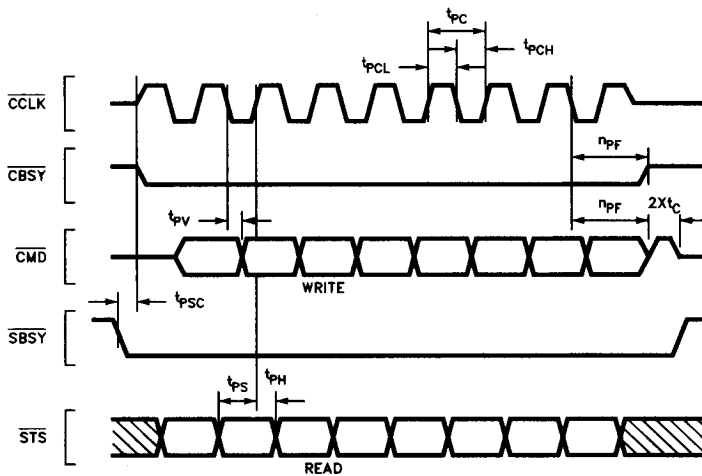 tPC
tPCL
tPCH
CCLK
nPF
CBSY
tPV
nPF
2XtC
CMD
WRITE
tPSC
SBSY
tPS
tPH
STS
READ